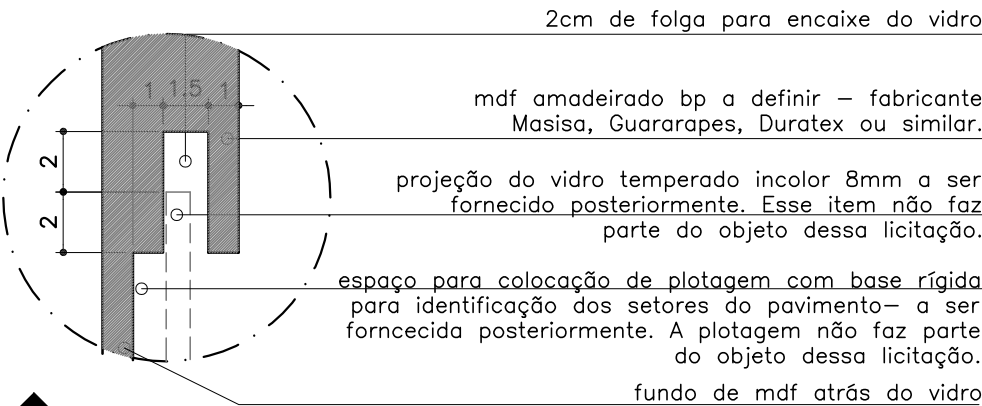 2cm de folga para encaixe do vidro
1 1.5 1
mdf amadeirado bp a definir – fabricante
Masisa, Guararapes, Duratex ou similar.
2
projeção do vidro temperado incolor 8mm a ser
fornecido posteriormente. Esse item não faz
parte do objeto dessa licitação.
2
espaço para colocação de plotagem com base rígida
para identificação dos setores do pavimento– a ser
forncecida posteriormente. A plotagem não faz parte
do objeto dessa licitação.
fundo de mdf atrás do vidro